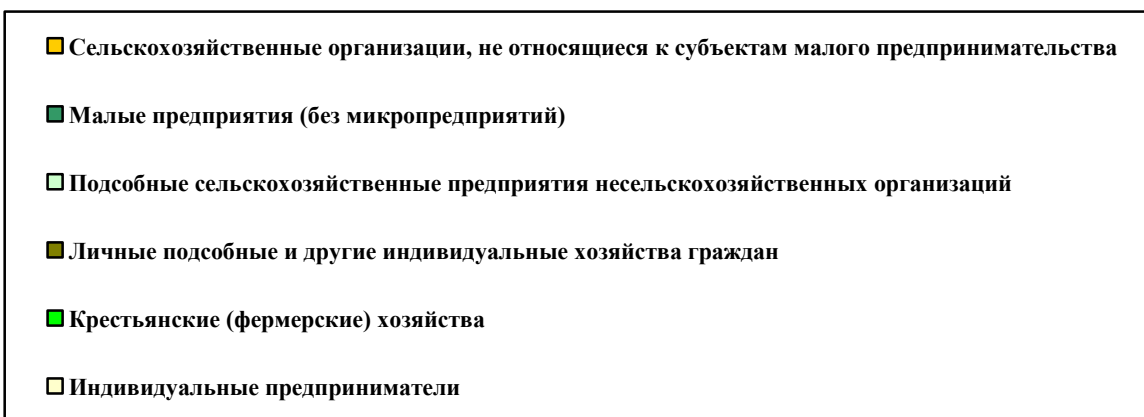 Сельскохозяйственные организации, не относящиеся к субъектам малого предпринимательства
Малые предприятия (без микропредприятий)
Подсобные сельскохозяйственные предприятия несельскохозяйственных организаций
Личные подсобные и другие индивидуальные хозяйства граждан
Крестьянские (фермерские) хозяйства
Индивидуальные предприниматели